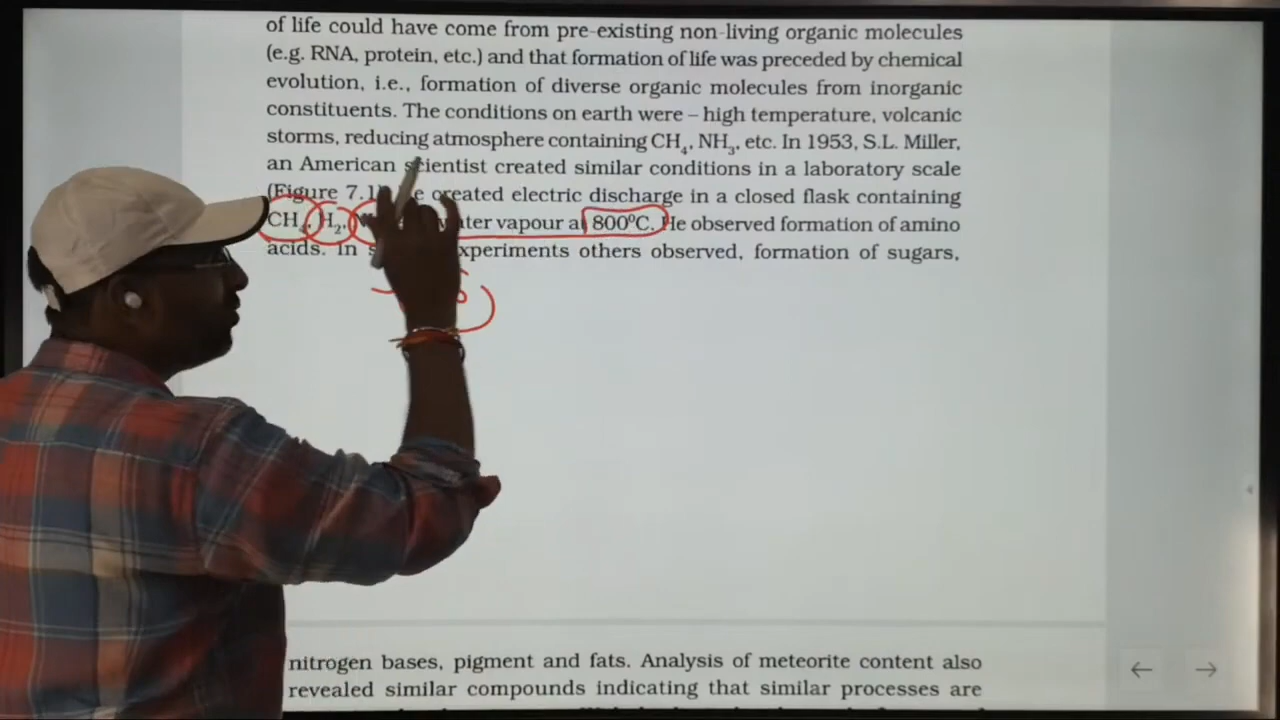 of life could have come from pre-existing non-living organic molecules
(e.g. RNA, protein, etc.) and that formation of life was preceded by chemical
evolution, i.e., formation of diverse organic molecules from inorganic
constituents. The conditions on earth were – high temperature, volcanic
storms, reducing atmosphere containing CH₄, NH₃, etc. In 1953, S.L. Miller,
an American scientist created similar conditions in a laboratory scale
(Figure 7.1 created electric discharge in a closed flask containing
CH₄, H₂, vapour a 800⁰C. He observed formation of amino
acids. In experiments others observed, formation of sugars,
nitrogen bases, pigment and fats. Analysis of meteorite content also
revealed similar compounds indicating that similar processes are